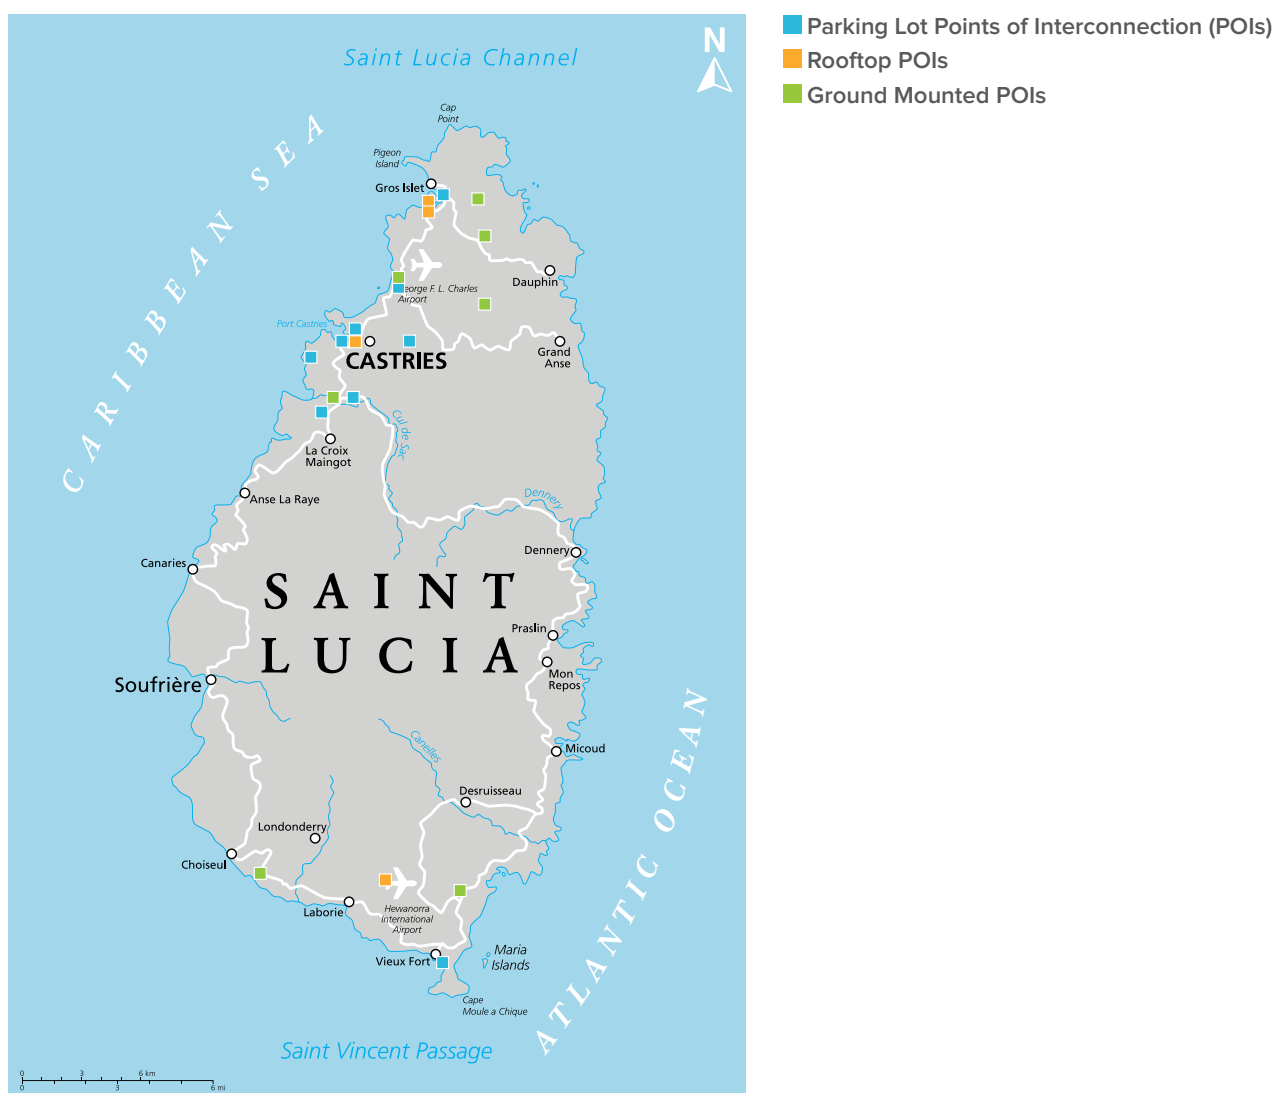 Saint Lucia Channel
N
Parking Lot Points of Interconnection (POIs)
Rooftop POIs
Ground Mounted POIs
CARIBBEAN SEA
Cap
Point
Pigeon
Island
Gros Islet
Dauphin
eorge F. L. Charles
Airport
Port Castries
CASTRIES
Grand
Anse
Cul de Sac
La Croix
Maingot
Anse La Raye
Dennery
Dennery
Canaries
SAINT
LUCIA
Praslin
Mon
Repos
Soufrière
Canelles
Micoud
Desruisseau
Londonderry
Choiseul
Laborie
Hewanorra
International
Airport
Vieux Fort
Maria
Islands
Cape
Moule a Chique
ATLANTIC OCEAN
Saint Vincent Passage
0 3 6 km
0 3 6 mi